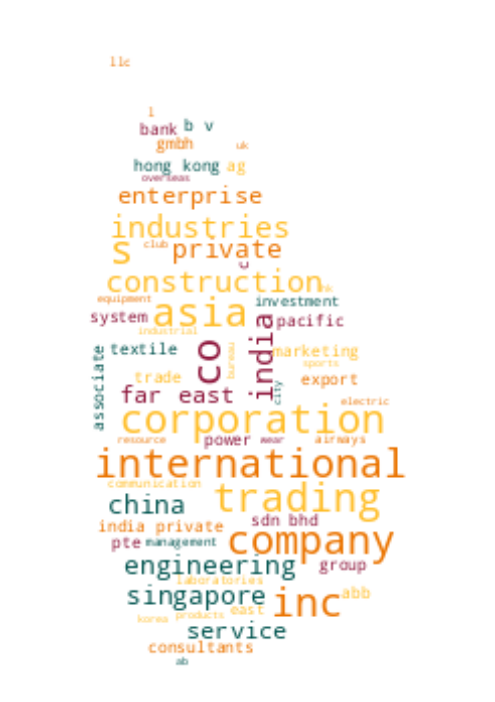 llc
l
bank b v
gmbh uk
hong kong ag
overseas
enterprise
industries
s club private
c
construction hk
equipment investment
system asia pacific
industrial
associate textile co bureau india marketing
sports
trade city export
far east electric
corporation
resource power wear airways
international
communication
china trading
sdn bhd
india private
pte management company
engineering group
laboratories
singapore inc abb
east
korea products
service
consultants
ab